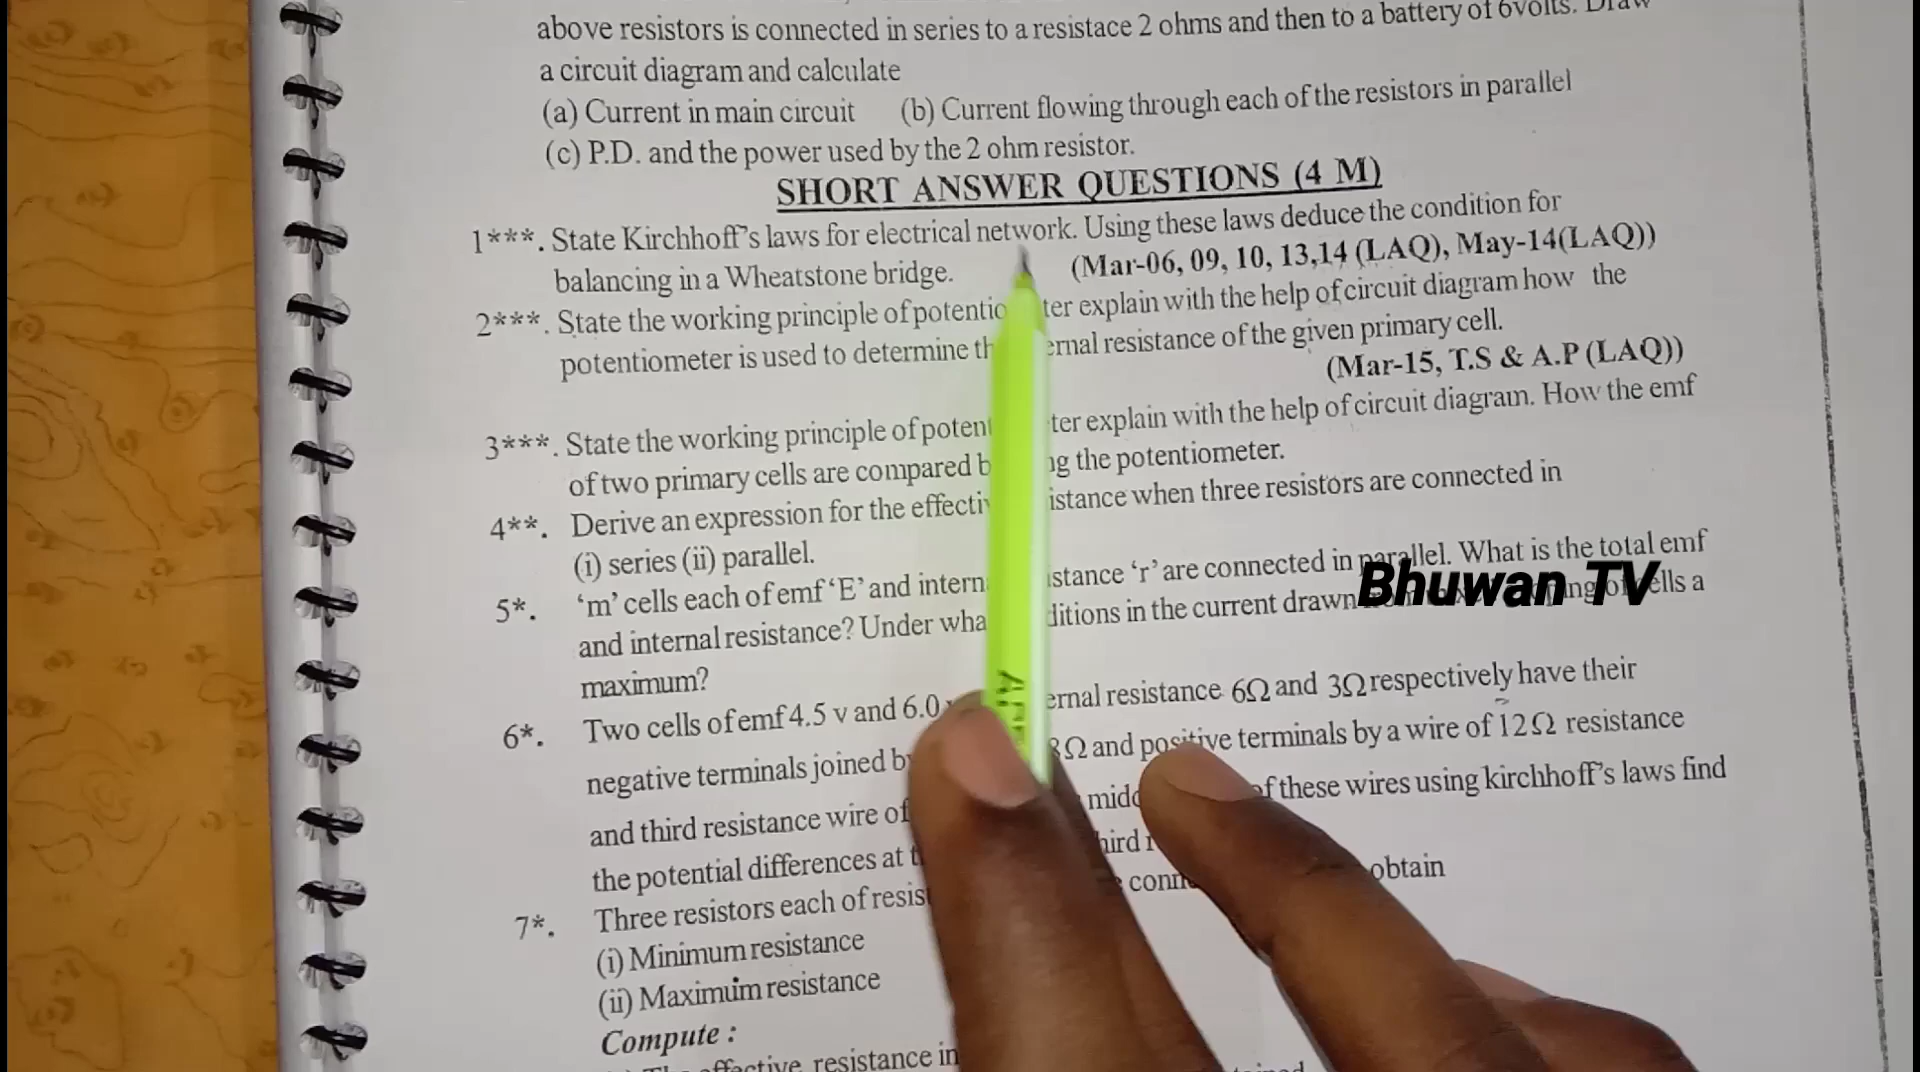 above resistors is connected in series to a resistace 2 ohms and then to a battery of 6volts. Draw
a circuit diagram and calculate
(a) Current in main circuit (b) Current flowing through each of the resistors in parallel
(c) P.D. and the power used by the 2 ohm resistor.
SHORT ANSWER QUESTIONS (4 M)
1***. State Kirchhoff's laws for electrical network. Using these laws deduce the condition for
balancing in a Wheatstone bridge. (Mar-06, 09, 10, 13,14 (LAQ), May-14(LAQ))
2***. State the working principle of potentio ter explain with the help of circuit diagram how the
potentiometer is used to determine th ernal resistance of the given primary cell.
(Mar-15, T.S & A.P (LAQ))
3***. State the working principle of potent ter explain with the help of circuit diagram. How the emf
of two primary cells are compared b ng the potentiometer.
4**. Derive an expression for the effecti istance when three resistors are connected in
(i) series (ii) parallel.
5*. 'm' cells each of emf 'E' and intern istance 'r' are connected in parallel. What is the total emf
and internal resistance? Under wha ditions in the current drawn ells a
maximum?
Bhuwan TV
6*. Two cells of emf 4.5 v and 6.0 ernal resistance 6Ω and 3Ω respectively have their
negative terminals joined b Ω and positive terminals by a wire of 12Ω resistance
and third resistance wire of midd of these wires using kirchhoff's laws find
the potential differences at t hird r
7*. Three resistors each of resist conn obtain
(i) Minimum resistance
(ii) Maximum resistance
Compute :
effective resistance in